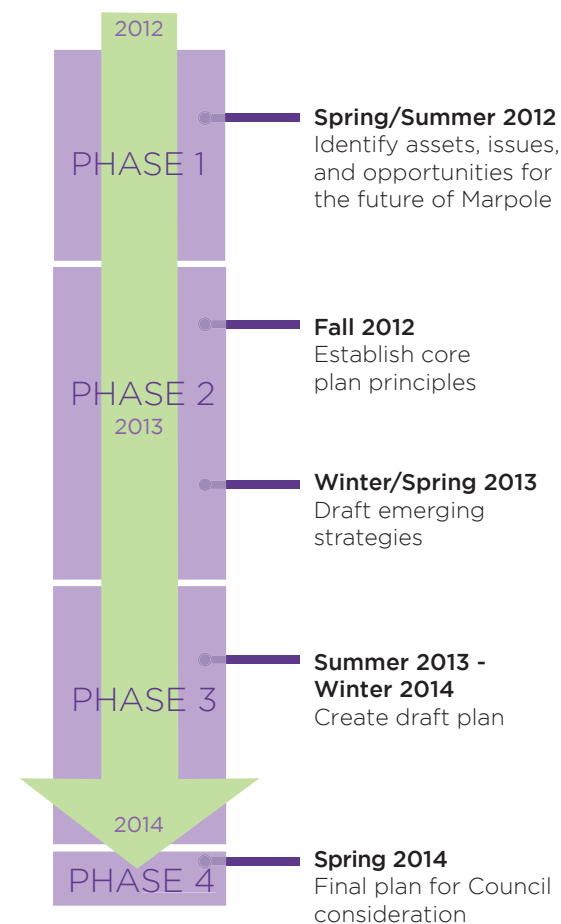 2012
PHASE 1
Spring/Summer 2012
Identify assets, issues,
and opportunities for
the future of Marpole
Fall 2012
Establish core
plan principles
PHASE 2
2013
Winter/Spring 2013
Draft emerging
strategies
PHASE 3
Summer 2013 -
Winter 2014
Create draft plan
2014
PHASE 4
Spring 2014
Final plan for Council
consideration